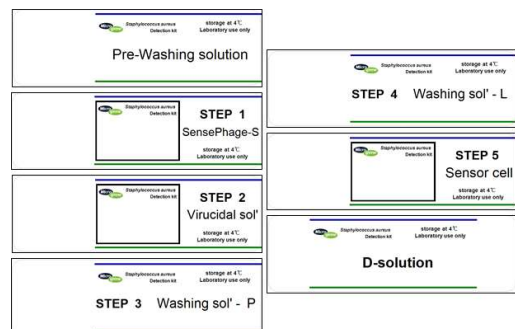 Staphylococcus aureus
Detection kit
storage at 4℃
Laboratory use only
Pre-Washing solution
Staphylococcus aureus
Detection kit
STEP 1
SensePhage-S
storage at 4℃
Laboratory use only
Staphylococcus aureus
Detection kit
STEP 2
Virucidal sol'
storage at 4℃
Laboratory use only
Staphylococcus aureus
Detection kit
storage at 4℃
Laboratory use only
STEP 3 Washing sol' - P
Staphylococcus aureus
Detection kit
storage at 4℃
Laboratory use only
STEP 4 Washing sol' - L
Staphylococcus aureus
Detection kit
STEP 5
Sensor cell
storage at 4℃
Laboratory use only
Staphylococcus aureus
Detection kit
storage at 4℃
Laboratory use only
D-solution